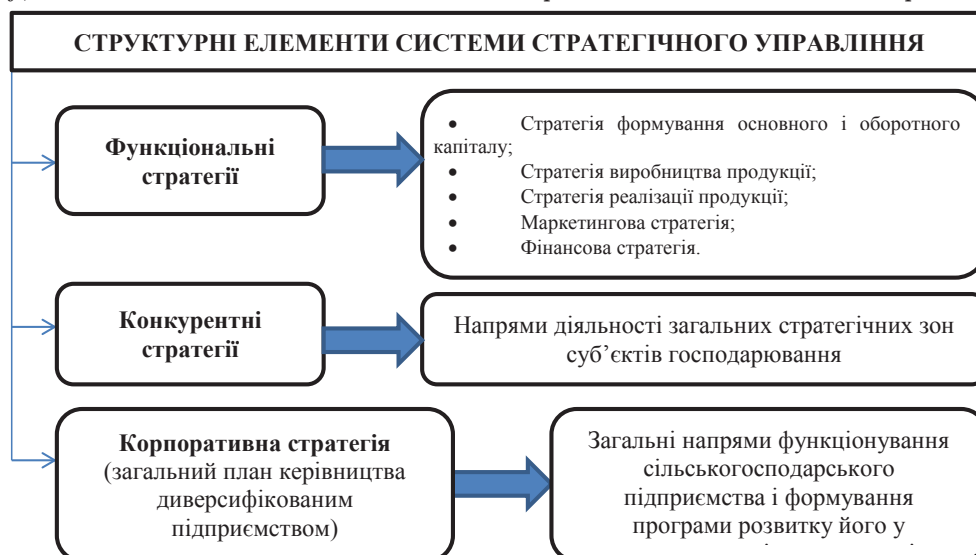 СТРУКТУРНІ ЕЛЕМЕНТИ СИСТЕМИ СТРАТЕГІЧНОГО УПРАВЛІННЯ
Функціональні
стратегії
• Стратегія формування основного і оборотного
капіталу;
• Стратегія виробництва продукції;
• Стратегія реалізації продукції;
• Маркетингова стратегія;
• Фінансова стратегія.
Конкурентні
стратегії
Напрями діяльності загальних стратегічних зон
суб’єктів господарювання
Корпоративна стратегія
(загальний план керівництва
диверсифікованим
підприємством)
Загальні напрями функціонування
сільськогосподарського
підприємства і формування
програми розвитку його у